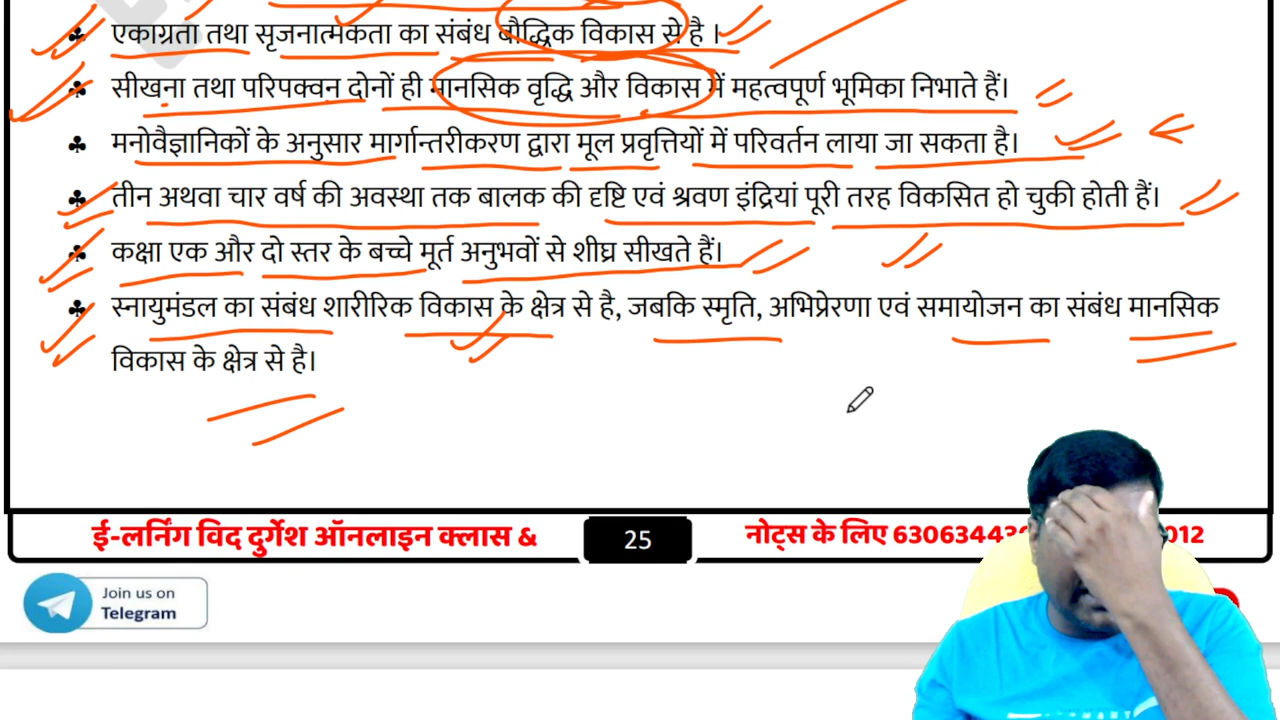 एकाग्रता तथा सृजनात्मकता का संबंध बौद्धिक विकास से है ।
सीखना तथा परिपक्वन दोनों ही मानसिक वृद्धि और विकास में महत्वपूर्ण भूमिका निभाते हैं।
मनोवैज्ञानिकों के अनुसार मार्गान्तरीकरण द्वारा मूल प्रवृत्तियों में परिवर्तन लाया जा सकता है।
तीन अथवा चार वर्ष की अवस्था तक बालक की दृष्टि एवं श्रवण इंद्रियां पूरी तरह विकसित हो चुकी होती हैं।
कक्षा एक और दो स्तर के बच्चे मूर्त अनुभवों से शीघ्र सीखते हैं।
स्नायुमंडल का संबंध शारीरिक विकास के क्षेत्र से है, जबकि स्मृति, अभिप्रेरणा एवं समायोजन का संबंध मानसिक
विकास के क्षेत्र से है।
ई-लर्निंग विद दुर्गेश ऑनलाइन क्लास &
25
नोट्स के लिए
Join us on
Telegram